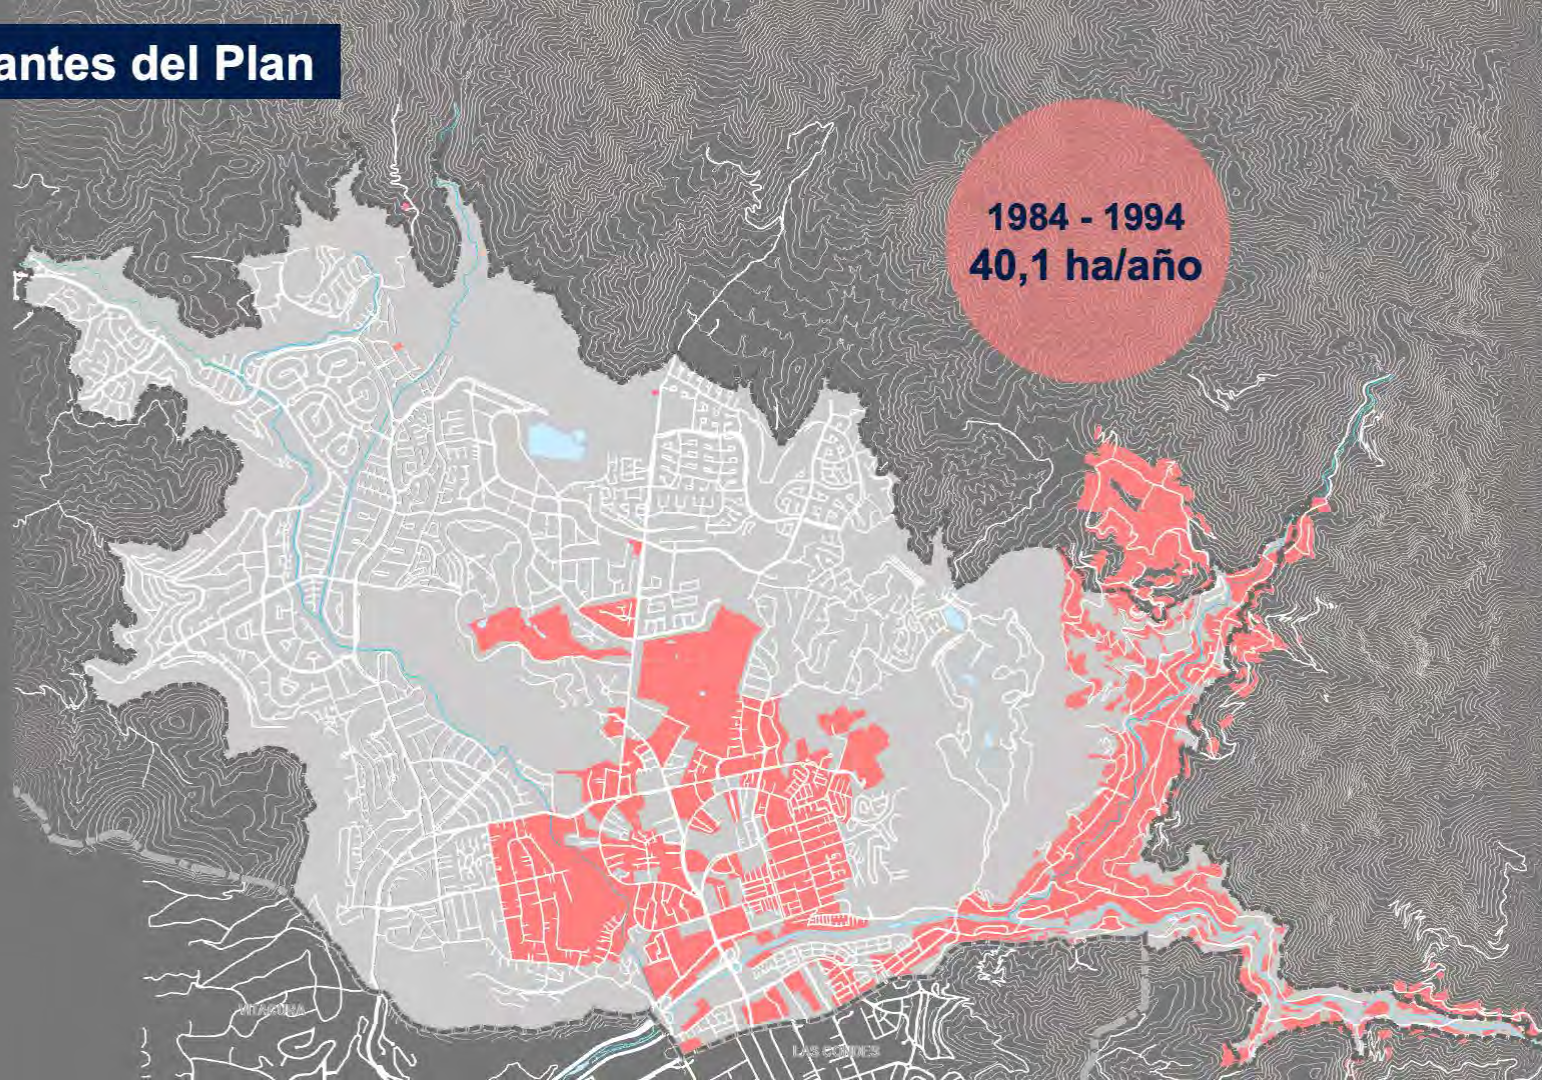 antes del Plan
1984 - 1994
40,1 ha/año
VITACURA
LAS CONDES